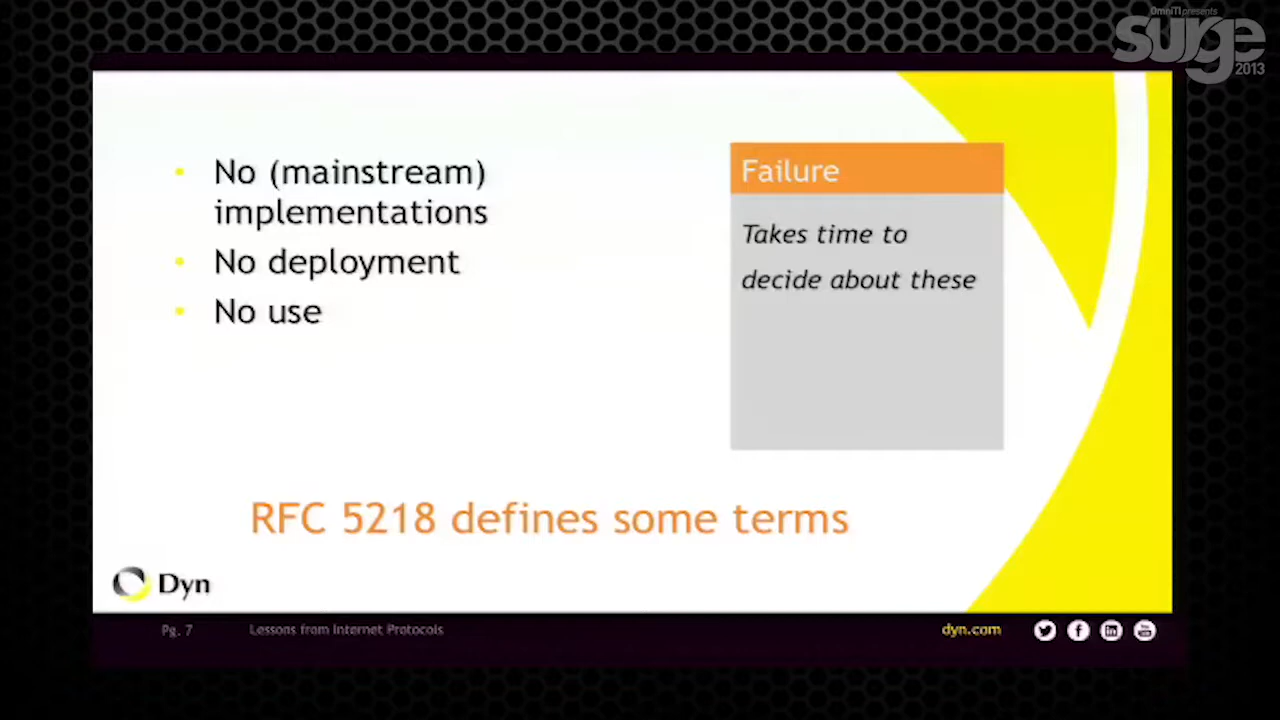 OmniTI presents
surge
2013
No (mainstream)
implementations
No deployment
No use
Failure
Takes time to
decide about these
RFC 5218 defines some terms
Dyn
Pg. 7
Lessons from Internet Protocols
dyn.com